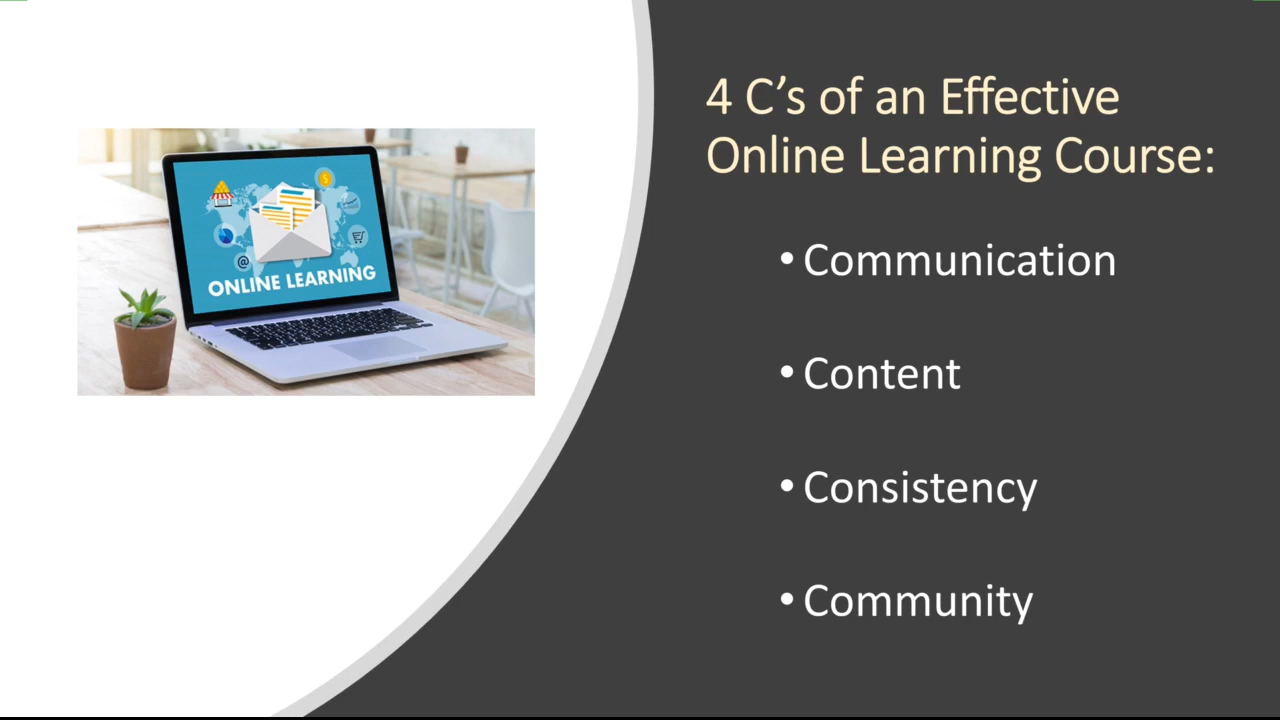 4 C’s of an Effective
Online Learning Course:
• Communication
• Content
• Consistency
• Community
@
ONLINE LEARNING